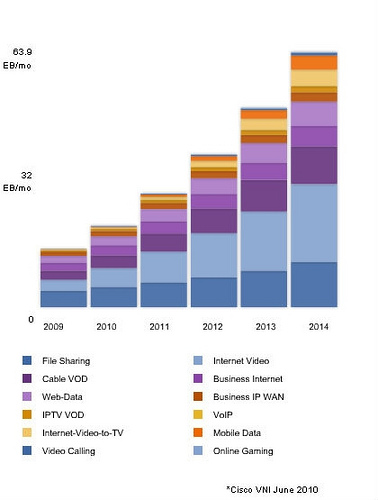 63.9
EB/mo
32
EB/mo
0
2009 2010 2011 2012 2013 2014
File Sharing Internet Video
Cable VOD Business Internet
Web-Data Business IP WAN
IPTV VOD VoIP
Internet-Video-to-TV Mobile Data
Video Calling Online Gaming
*Cisco VNI June 2010